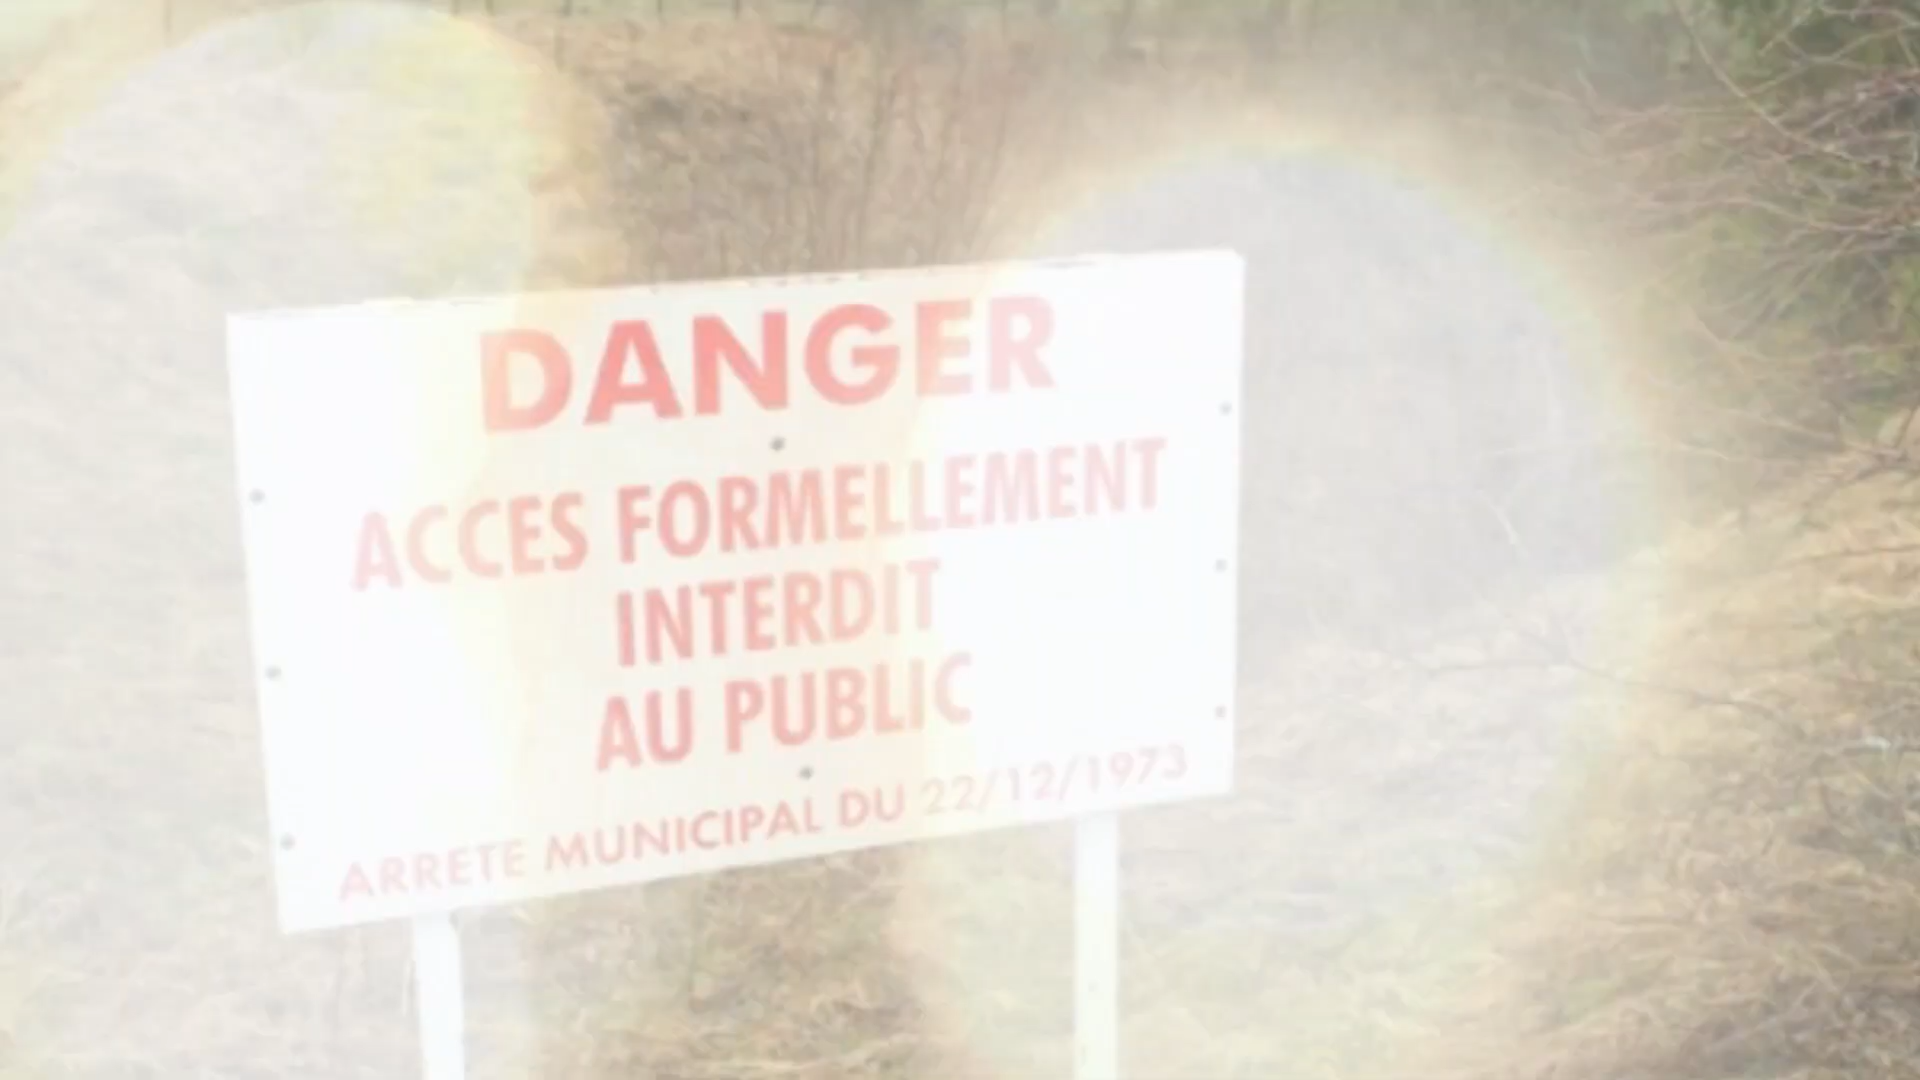 DANGER
ACCES FORMELLEMENT
INTERDIT
AU PUBLIC
ARRETE MUNICIPAL DU 22/12/1973